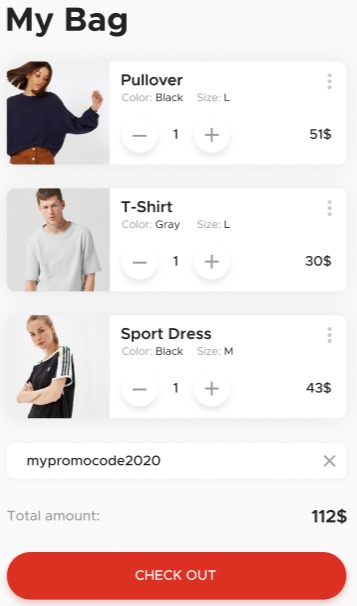 My Bag
Pullover
Color: Black Size: L
1
51$
T-Shirt
Color: Gray Size: L
1
30$
Sport Dress
Color: Black Size: M
1
43$
mypromocode2020
Total amount: 112$
CHECK OUT